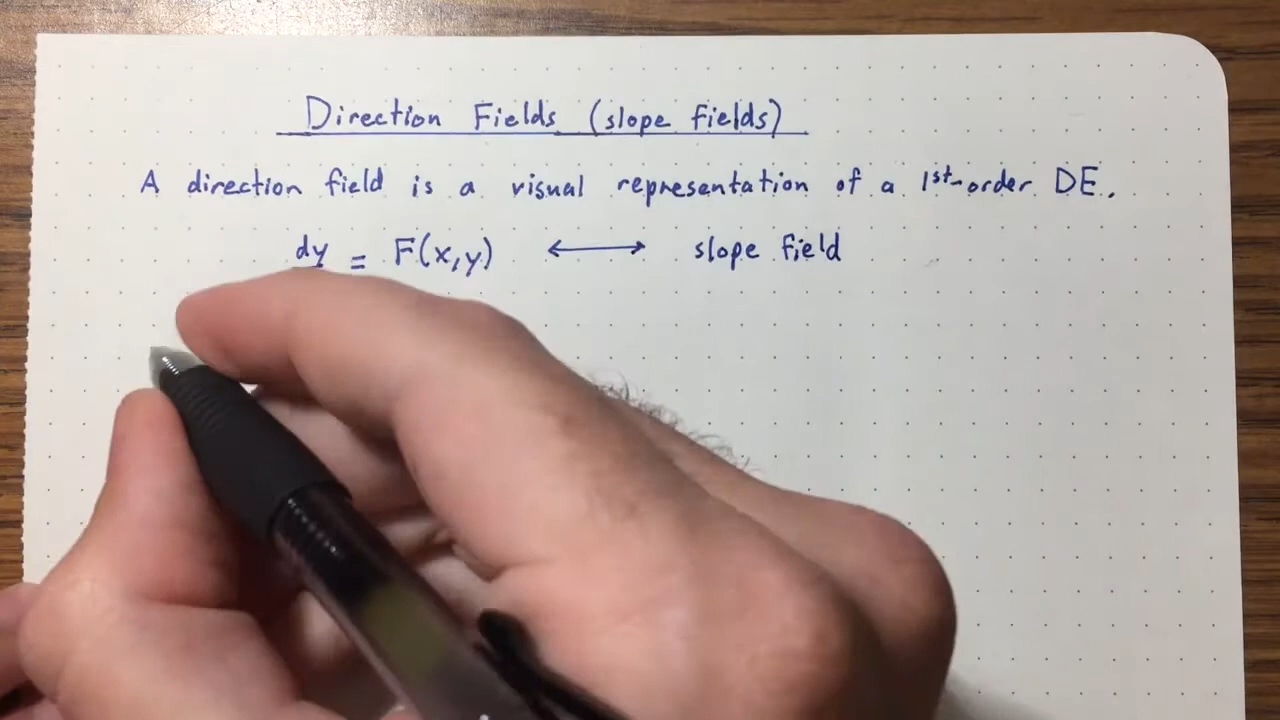 Direction Fields (slope fields)
A direction field is a visual representation of a 1st-order DE.
dy = F(x,y) ⟷ slope field